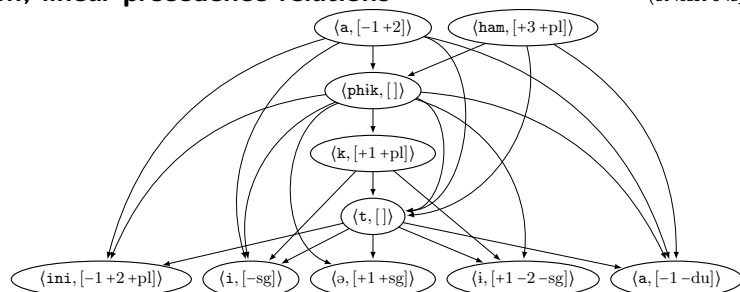 linear precedence relations
⟨a, [−1 +2]⟩ ⟨ham, [+3 +pl]⟩
⟨phɨk, [ ]⟩
⟨k, [+1 +pl]⟩
⟨t, [ ]⟩
⟨ini, [−1 +2 +pl]⟩ ⟨i, [−sg]⟩ ⟨ə, [+1 +sg]⟩ ⟨ɨ, [+1 −2 −sg]⟩ ⟨a, [−1 −du]⟩